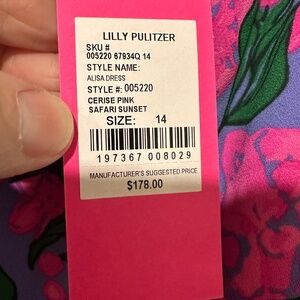 LILLY PULITZER
SKU #
005220 67934Q 14
STYLE NAME:
ALISA DRESS
STYLE #: 005220
CERISE PINK
SAFARI SUNSET
SIZE: 14
197367 008029
MANUFACTURER'S SUGGESTED PRICE
$178.00